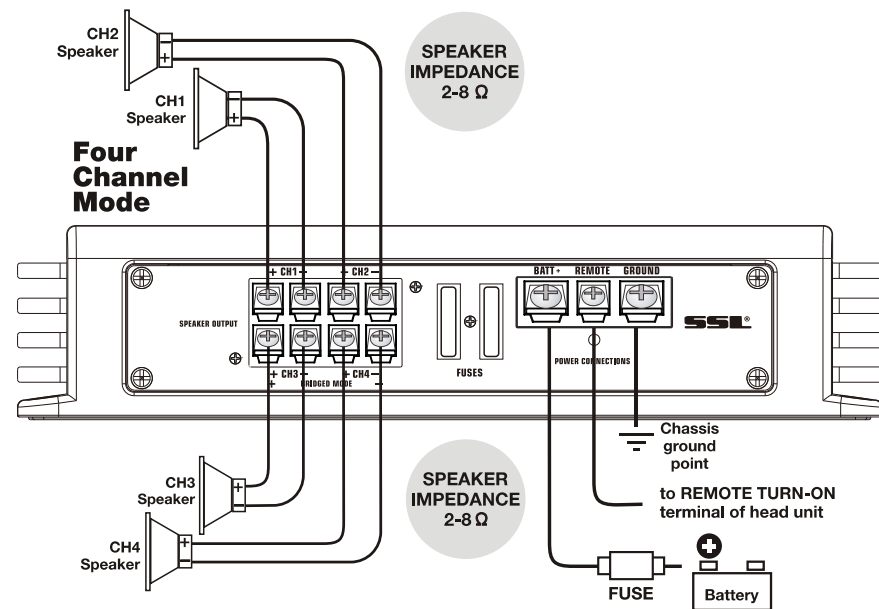 CH2
Speaker
CH1
Speaker
SPEAKER
IMPEDANCE
2-8 Ω
Four
Channel
Mode
+ CH1 - + CH2 -
SPEAKER OUTPUT
+ CH3 - + CH4 -
+ BRIDGED MODE -
FUSES
BATT+ REMOTE GROUND
POWER CONNECTIONS
SSL®
Chassis
ground
point
CH3
Speaker
CH4
Speaker
SPEAKER
IMPEDANCE
2-8 Ω
to REMOTE TURN-ON
terminal of head unit
FUSE
Battery